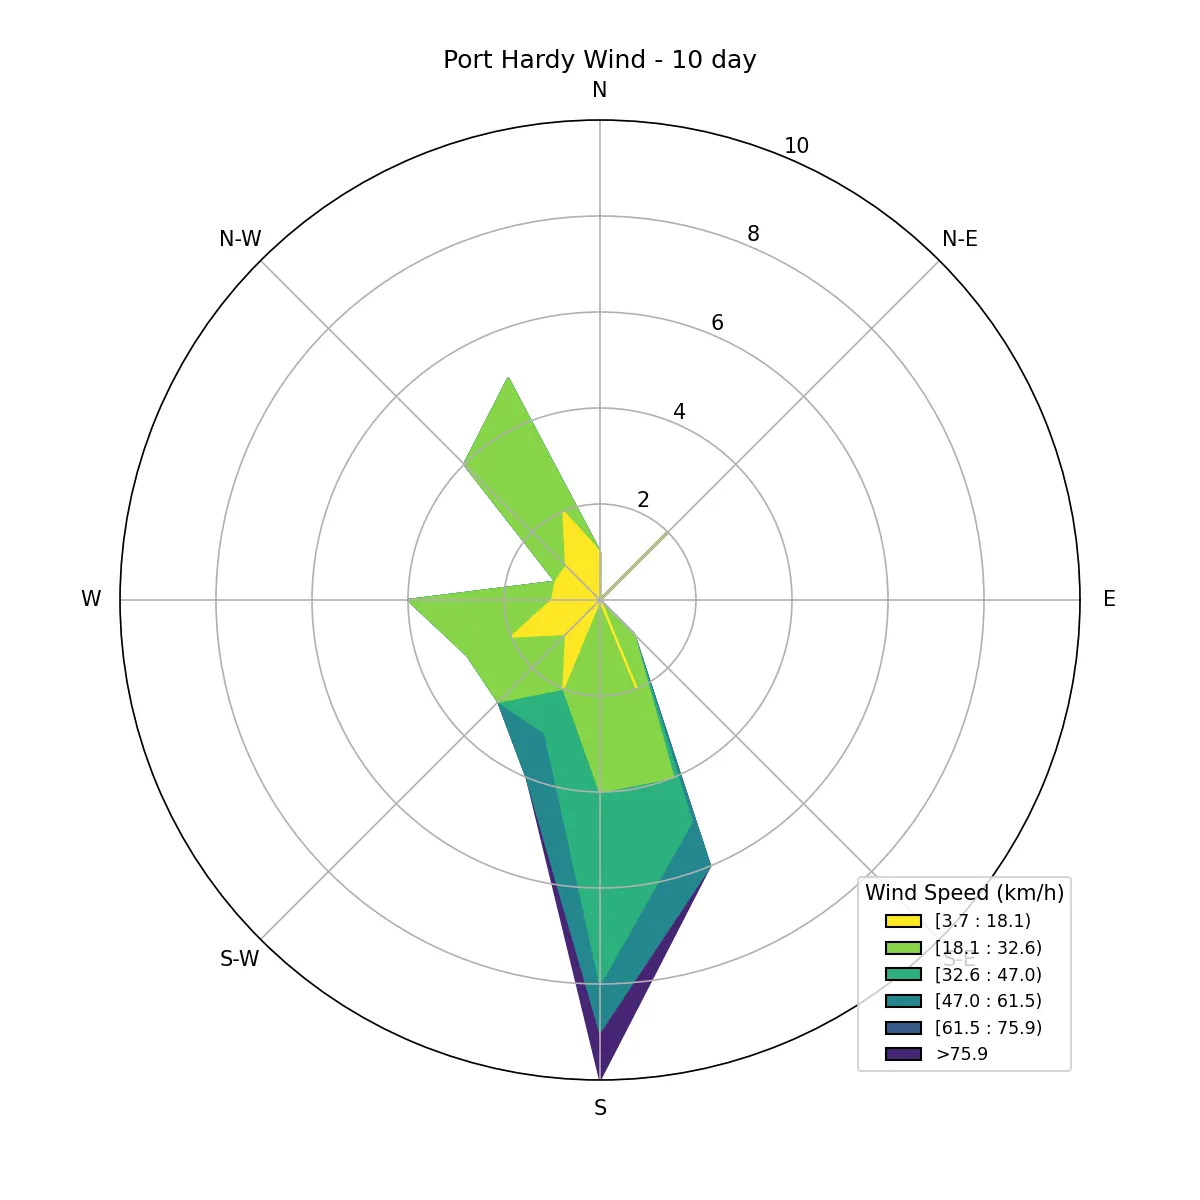 Port Hardy Wind - 10 day
N
10
N-W
N-E
8
6
4
2
W
E
S-W
S-E
S
Wind Speed (km/h)
[3.7 : 18.1)
[18.1 : 32.6)
[32.6 : 47.0)
[47.0 : 61.5)
[61.5 : 75.9)
>75.9